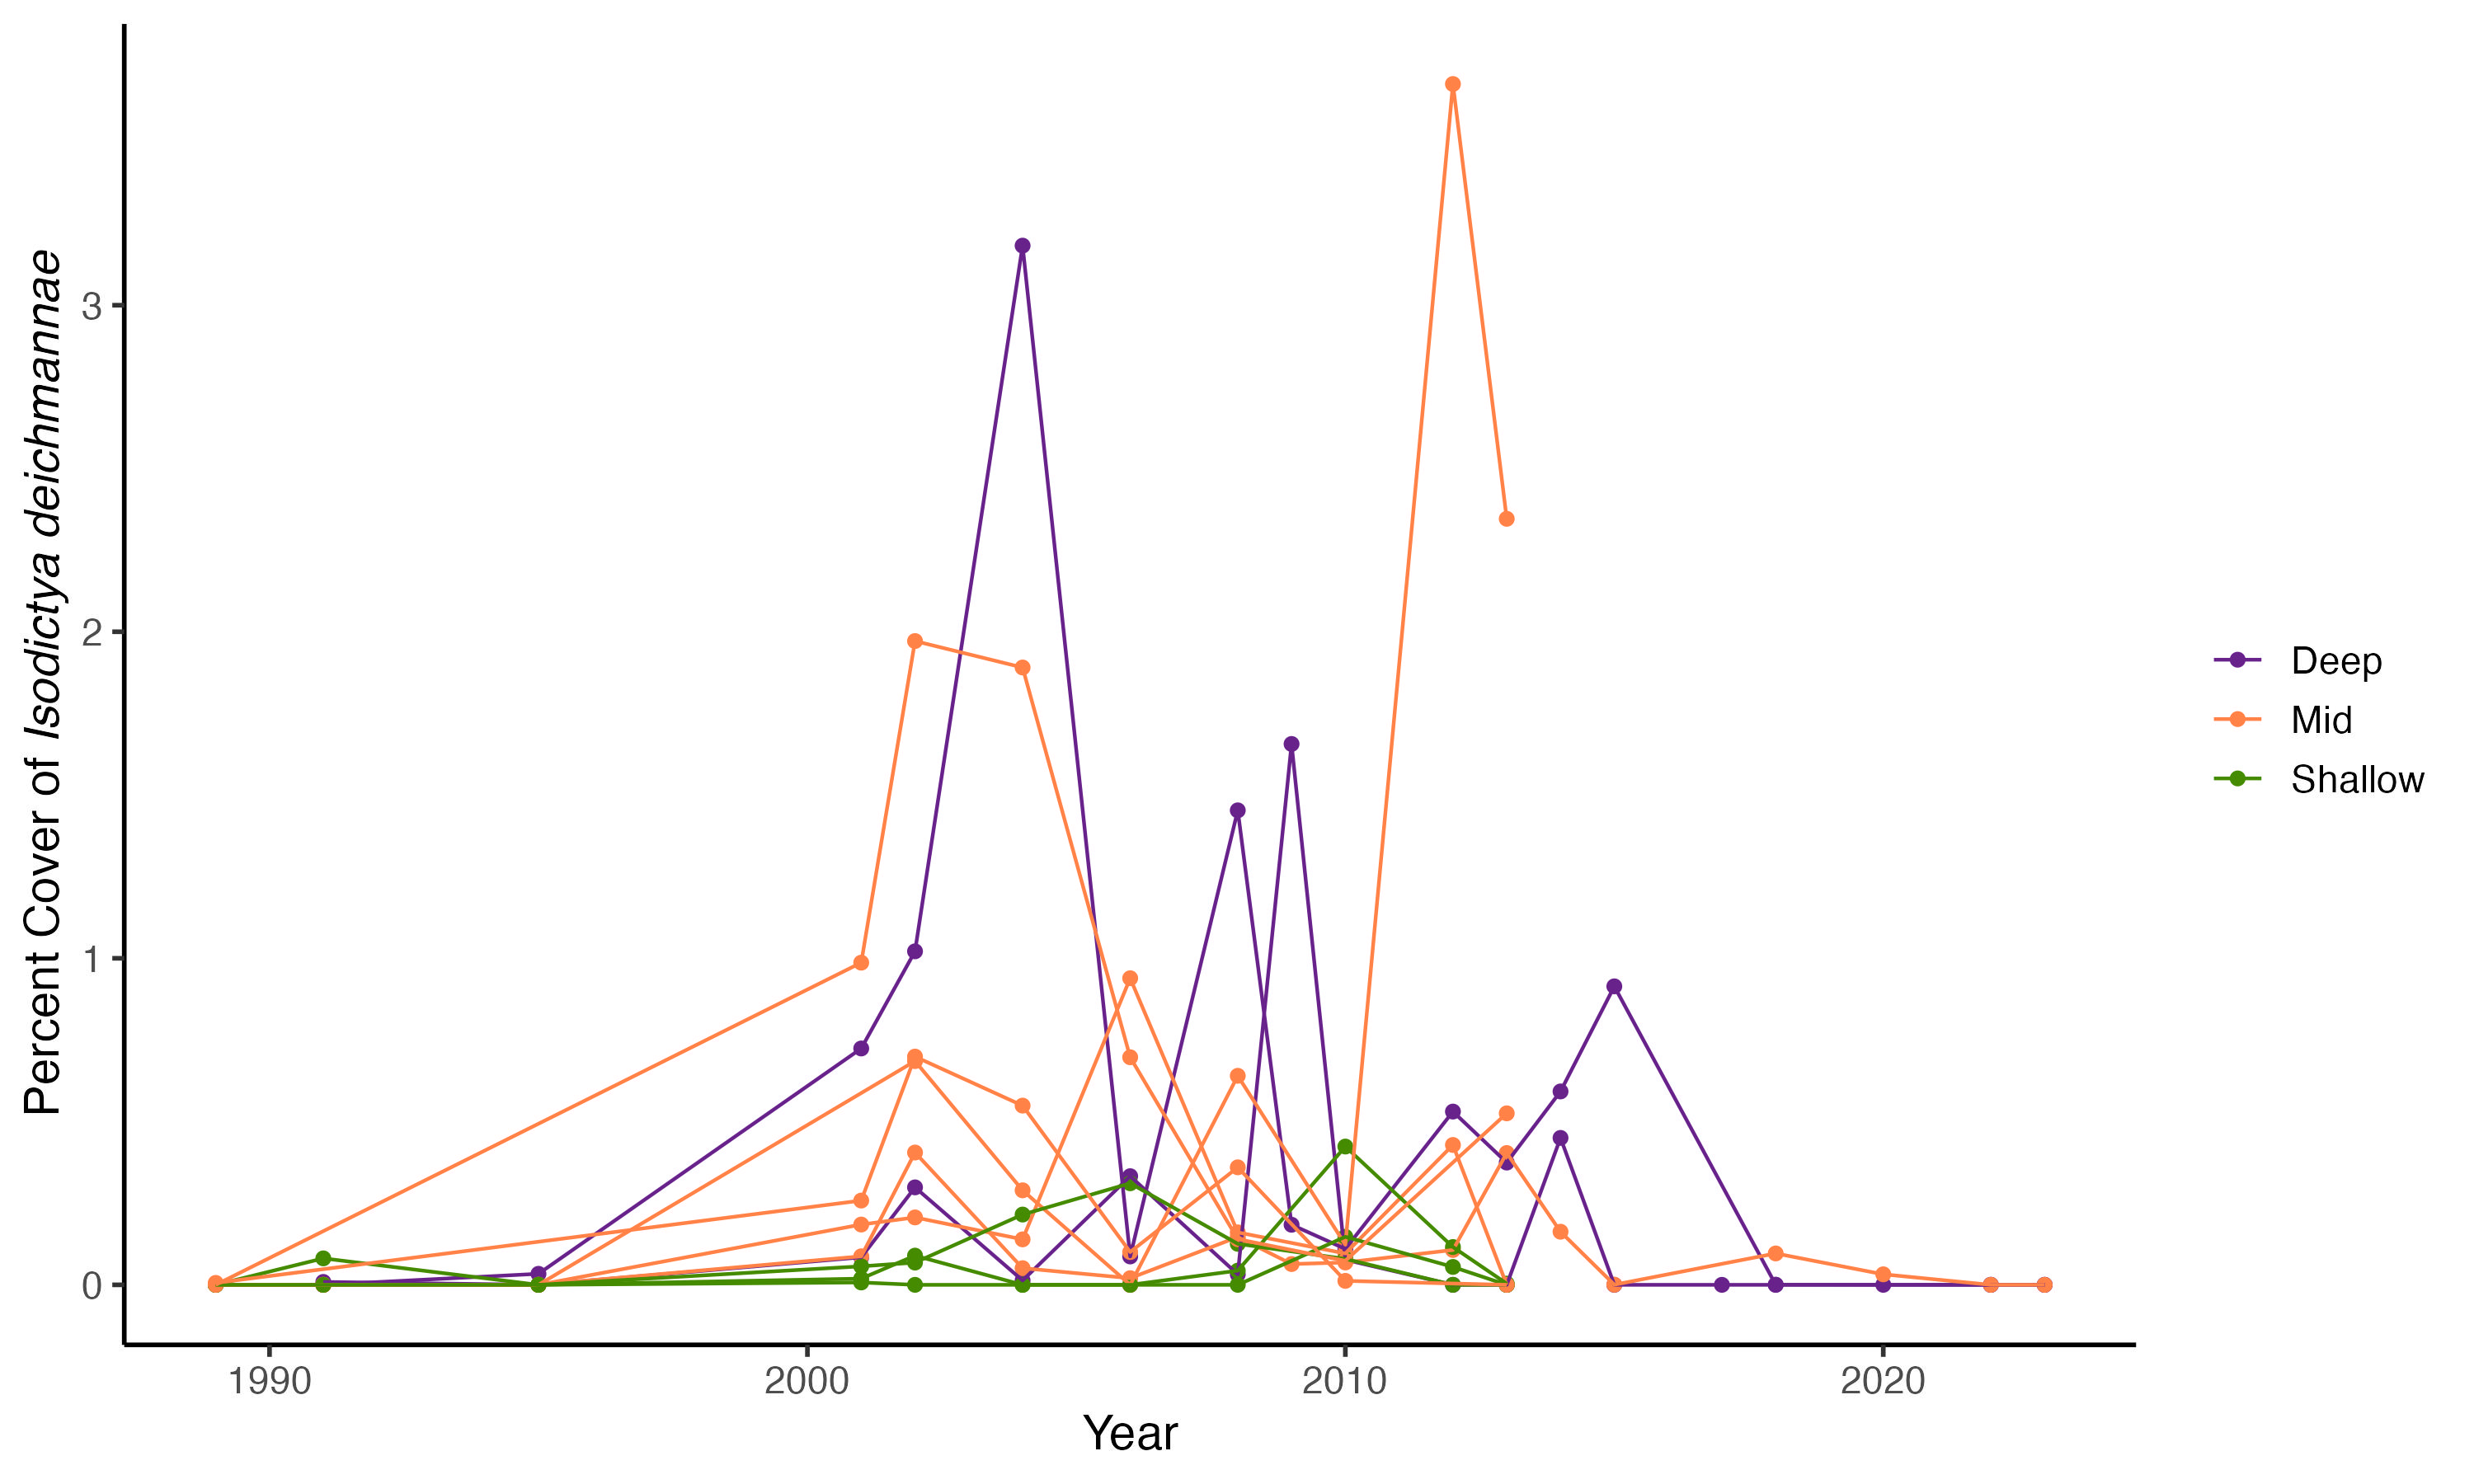 Percent Cover of Isodictya deichmannae
3
2
1
0
1990
2000
2010
2020
Year
Deep
Mid
Shallow